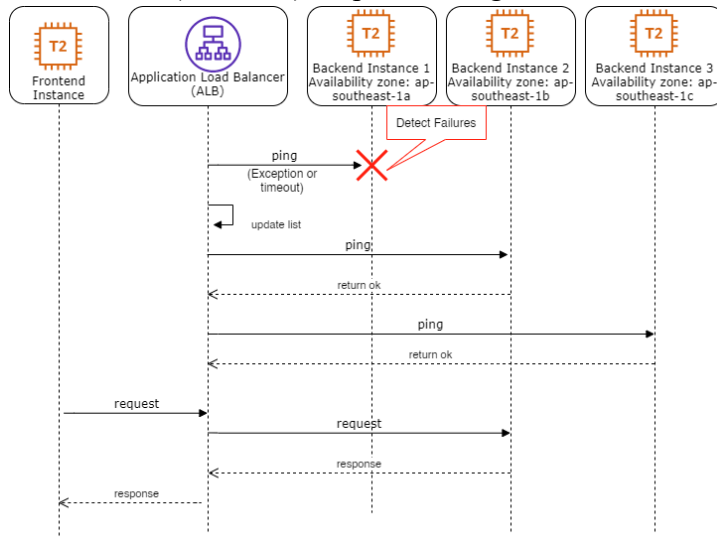 T2
Frontend
Instance
Application Load Balancer
(ALB)
T2
Backend Instance 1
Availability zone: ap-
southeast-1a
T2
Backend Instance 2
Availability zone: ap-
southeast-1b
T2
Backend Instance 3
Availability zone: ap-
southeast-1c
Detect Failures
ping
(Exception or
timeout)
update list
ping
return ok
ping
return ok
request
request
response
response